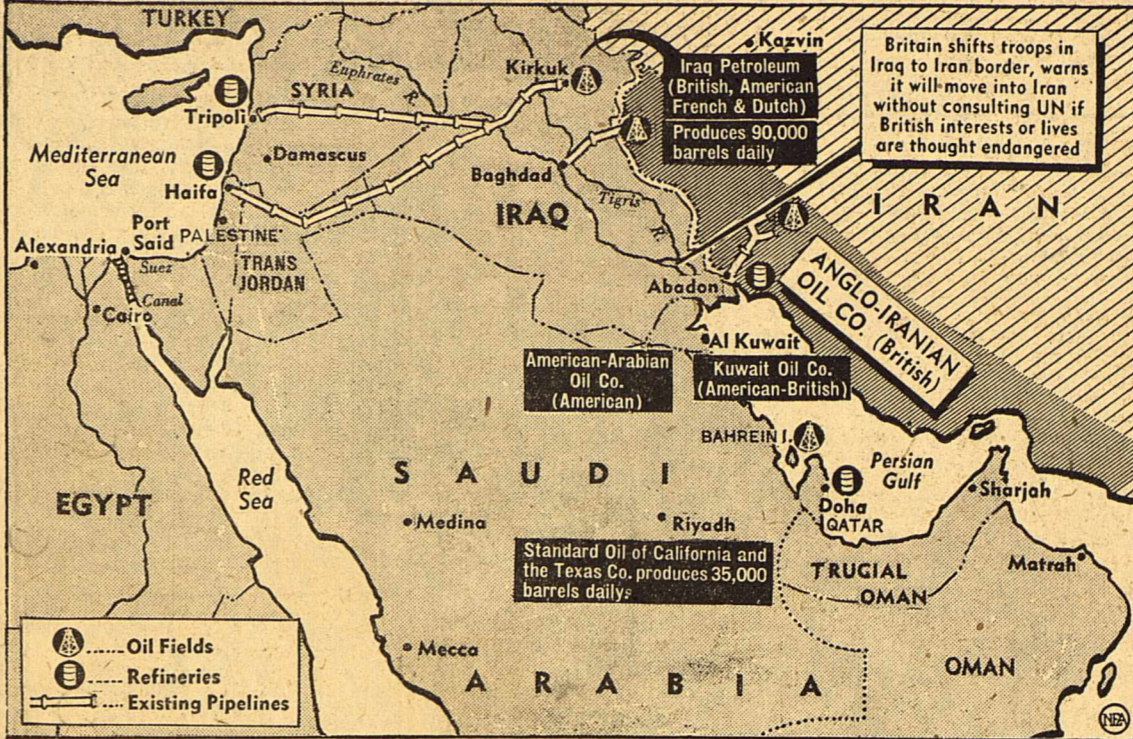 TURKEY
Kazvin
Britain shifts troops in
Iraq to Iran border, warns
it will move into Iran
without consulting UN if
British interests or lives
are thought endangered
Kirkuk
Iraq Petroleum
(British, American
French & Dutch)
Produces 90,000
barrels daily
Euphrates R.
SYRIA
Tripoli
Mediterranean
Sea
Damascus
Haifa
Baghdad
IRAQ
Tigris R.
IRAN
Port
Said
PALESTINE
Alexandria
Suez
Canal
TRANS
JORDAN
Cairo
Abadon
ANGLO-IRANIAN
OIL CO. (British)
Al Kuwait
American-Arabian
Oil Co.
(American)
Kuwait Oil Co.
(American-British)
BAHREIN I.
Persian
Gulf
SAUDI
Red
Sea
EGYPT
Medina
Riyadh
Doha
QATAR
Sharjah
Standard Oil of California and
the Texas Co. produces 35,000
barrels daily.
TRUCIAL
OMAN
Matrah
Mecca
ARABIA
OMAN
Oil Fields
Refineries
Existing Pipelines
NEA